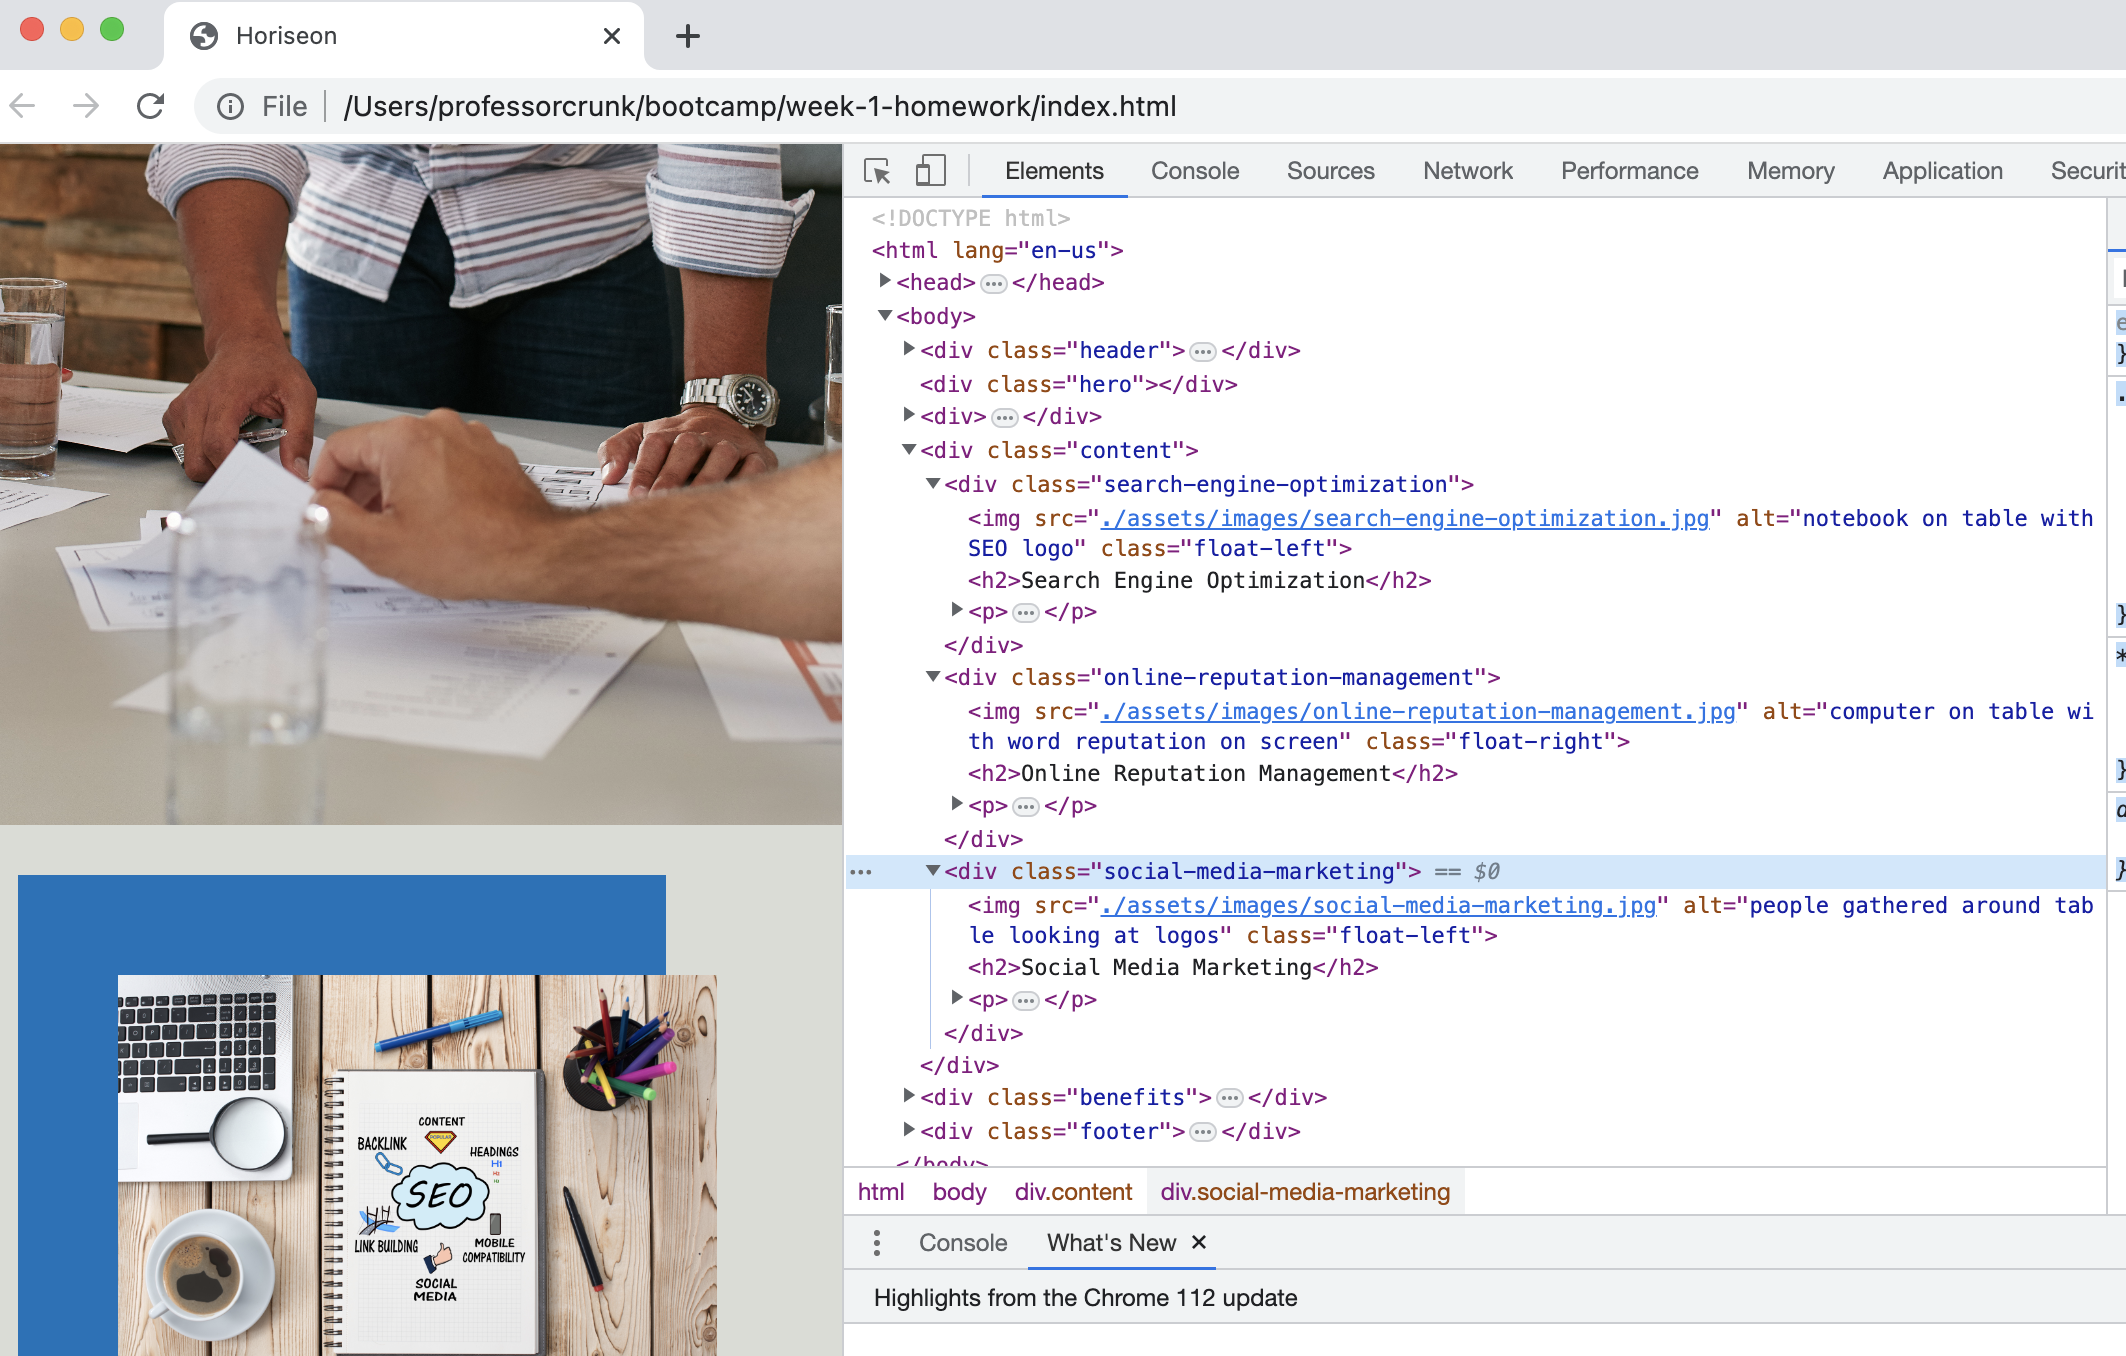 Horiseon
File /Users/professorcrunk/bootcamp/week-1-homework/index.html
Elements Console Sources Network Performance Memory Application Securit
<!DOCTYPE html>
<html lang="en-us">
<head> </head>
<body>
<div class="header"> </div>
<div class="hero"></div>
<div> </div>
<div class="content">
<div class="search-engine-optimization">
<img src="./assets/images/search-engine-optimization.jpg" alt="notebook on table with
SEO logo" class="float-left">
<h2>Search Engine Optimization</h2>
<p> </p>
</div>
<div class="online-reputation-management">
<img src="./assets/images/online-reputation-management.jpg" alt="computer on table wi
th word reputation on screen" class="float-right">
<h2>Online Reputation Management</h2>
<p> </p>
</div>
<div class="social-media-marketing"> == $0
<img src="./assets/images/social-media-marketing.jpg" alt="people gathered around tab
le looking at logos" class="float-left">
<h2>Social Media Marketing</h2>
<p> </p>
</div>
</div>
<div class="benefits"> </div>
<div class="footer"> </div>
</body>
html body div.content div.social-media-marketing
Console What's New
Highlights from the Chrome 112 update
CONTENT
BACKLINK
HEADINGS
H1
SEO
LINK BUILDING
MOBILE
COMPATIBILITY
SOCIAL
MEDIA